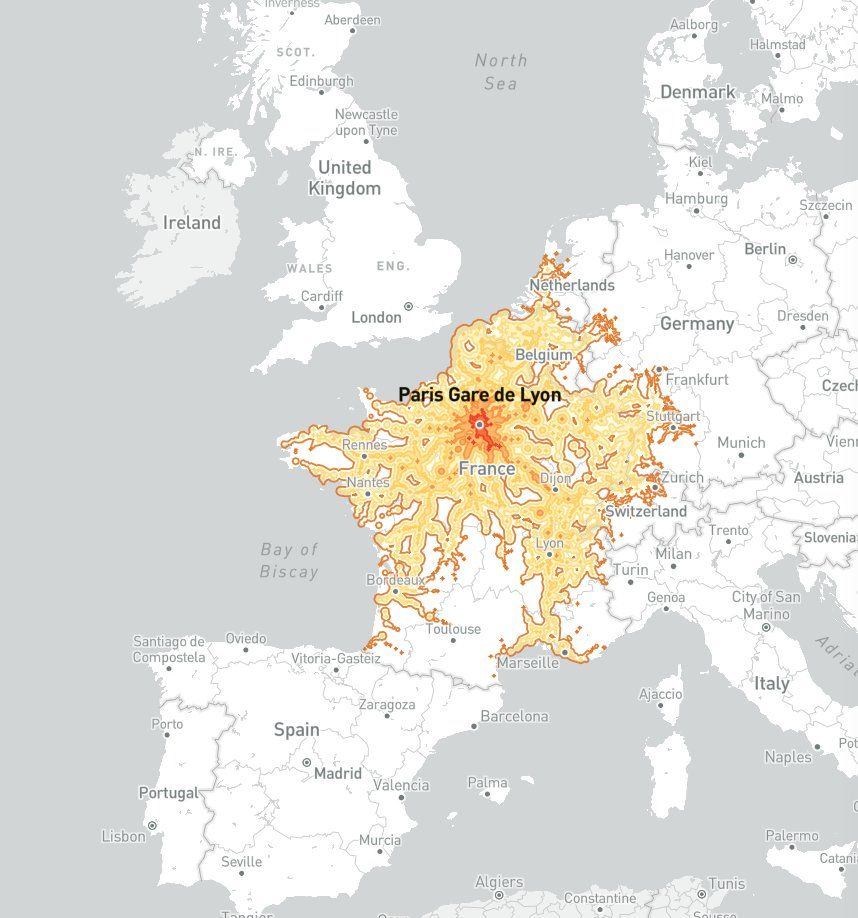 Inverness
Aberdeen
SCOT.
Edinburgh
North
Sea
Aalborg
Halmstad
Denmark
Malmo
Newcastle
upon Tyne
N. IRE.
United
Kingdom
Ireland
Kiel
Hamburg
Szczecin
WALES
ENG.
Cardiff
London
Hanover
Berlin
Netherlands
Germany
Dresden
Belgium
Frankfurt
Czech
Paris Gare de Lyon
Stuttgart
Rennes
Munich
Vien
France
Nantes
Dijon
Zurich
Austria
Switzerland
Trento
Slovenia
Bay of
Biscay
Lyon
Milan
Turin
Bordeaux
Genoa
City of San
Marino
Toulouse
Santiago de
Compostela
Oviedo
Vitoria-Gasteiz
Marseille
Adria
Ajaccio
Italy
Porto
Zaragoza
Barcelona
Spain
Madrid
Naples
Pot
Portugal
Valencia
Palma
Lisbon
Murcia
Palermo
Seville
Catani
Algiers
Tunis
Constantine
Sousse
Tangier